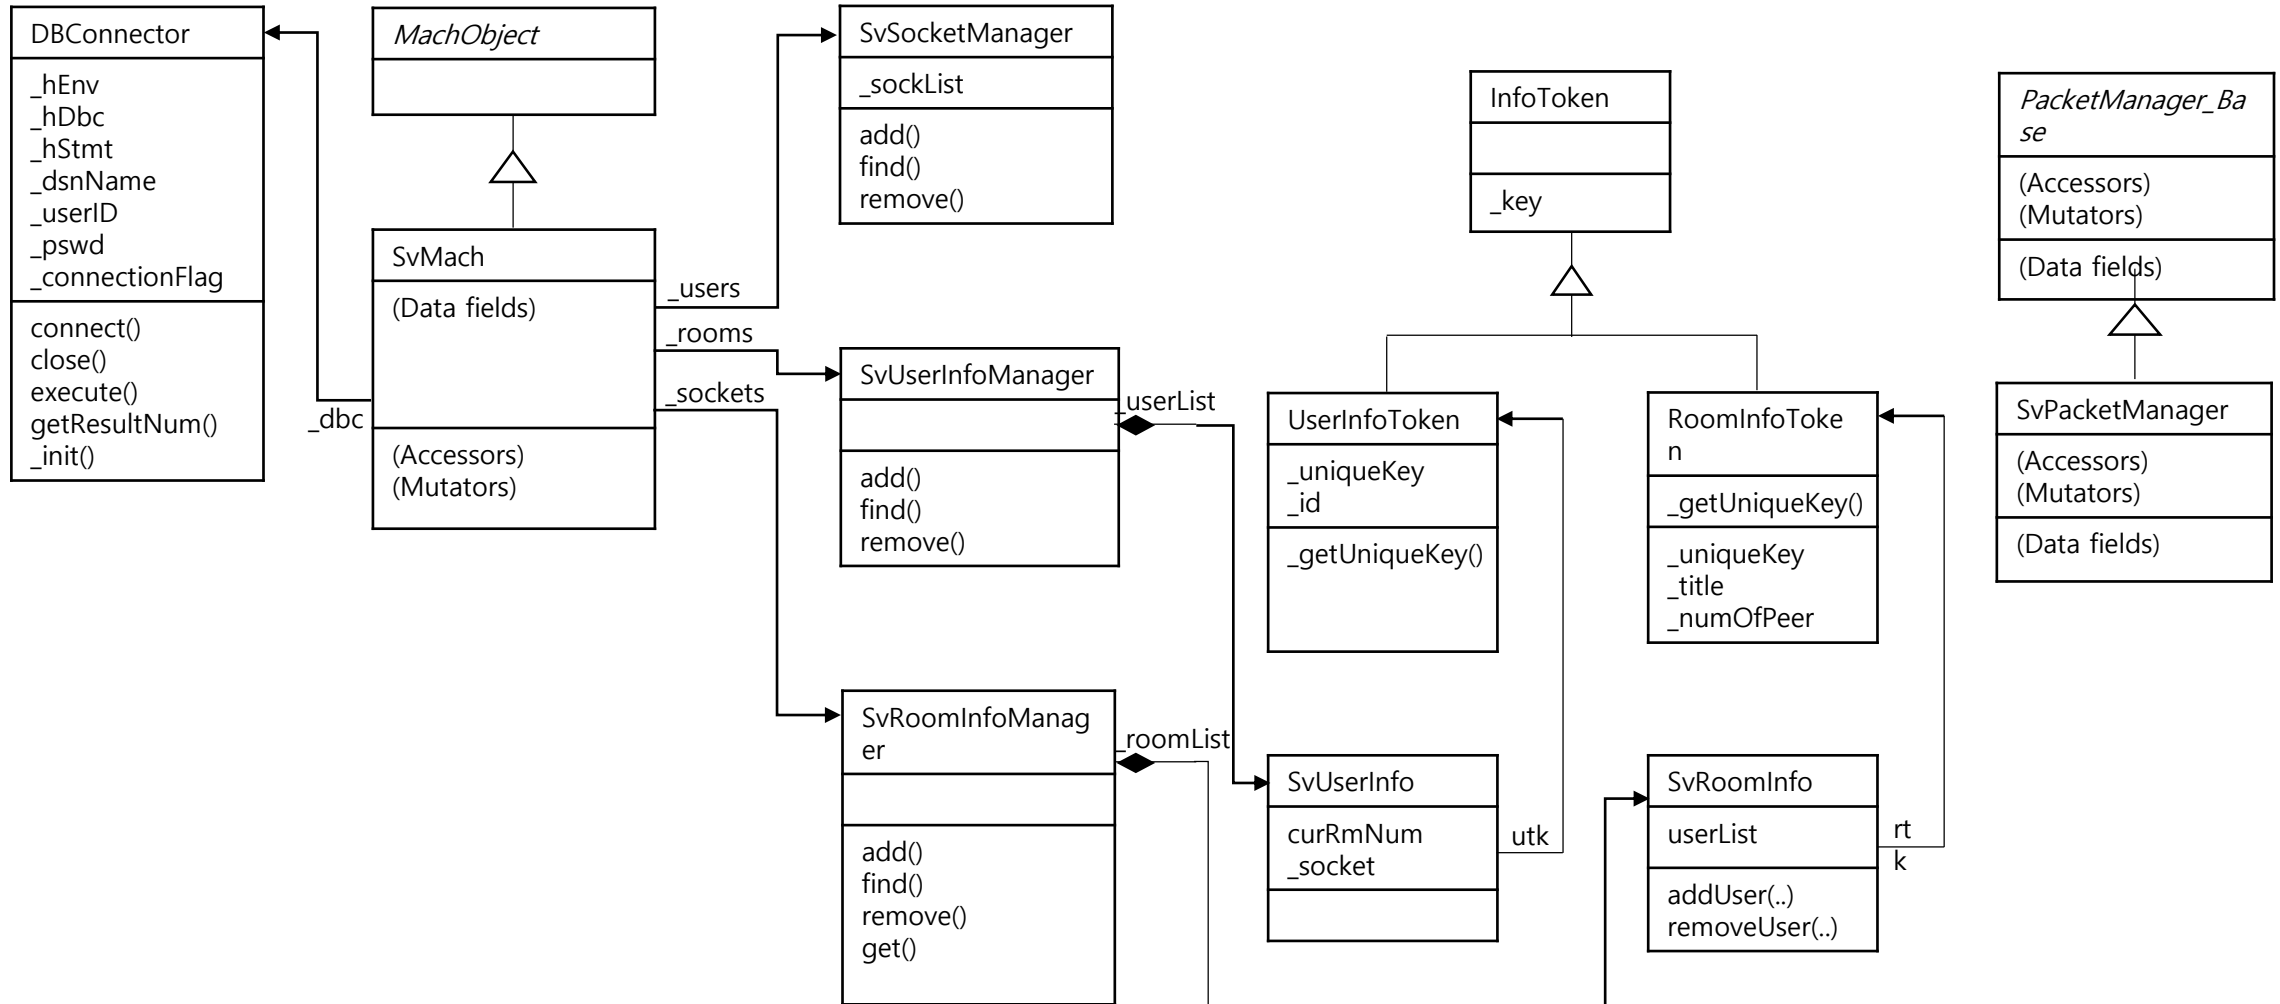 DBConnector
_hEnv
_hDbc
_hStmt
_dsnName
_userID
_pswd
_connectionFlag
connect()
close()
execute()
getResultNum()
_init()
_dbc
MachObject
SvMach
(Data fields)
(Accessors)
(Mutators)
_users
_rooms
_sockets
SvSocketManager
_sockList
add()
find()
remove()
SvUserInfoManager
add()
find()
remove()
_userList
SvRoomInfoManag
er
add()
find()
remove()
get()
_roomList
InfoToken
_key
UserInfoToken
_uniqueKey
_id
_getUniqueKey()
RoomInfoToke
n
_getUniqueKey()
_uniqueKey
_title
_numOfPeer
SvUserInfo
curRmNum
_socket
utk
SvRoomInfo
userList
addUser(..)
removeUser(..)
rt
k
PacketManager_Ba
se
(Accessors)
(Mutators)
(Data fields)
SvPacketManager
(Accessors)
(Mutators)
(Data fields)